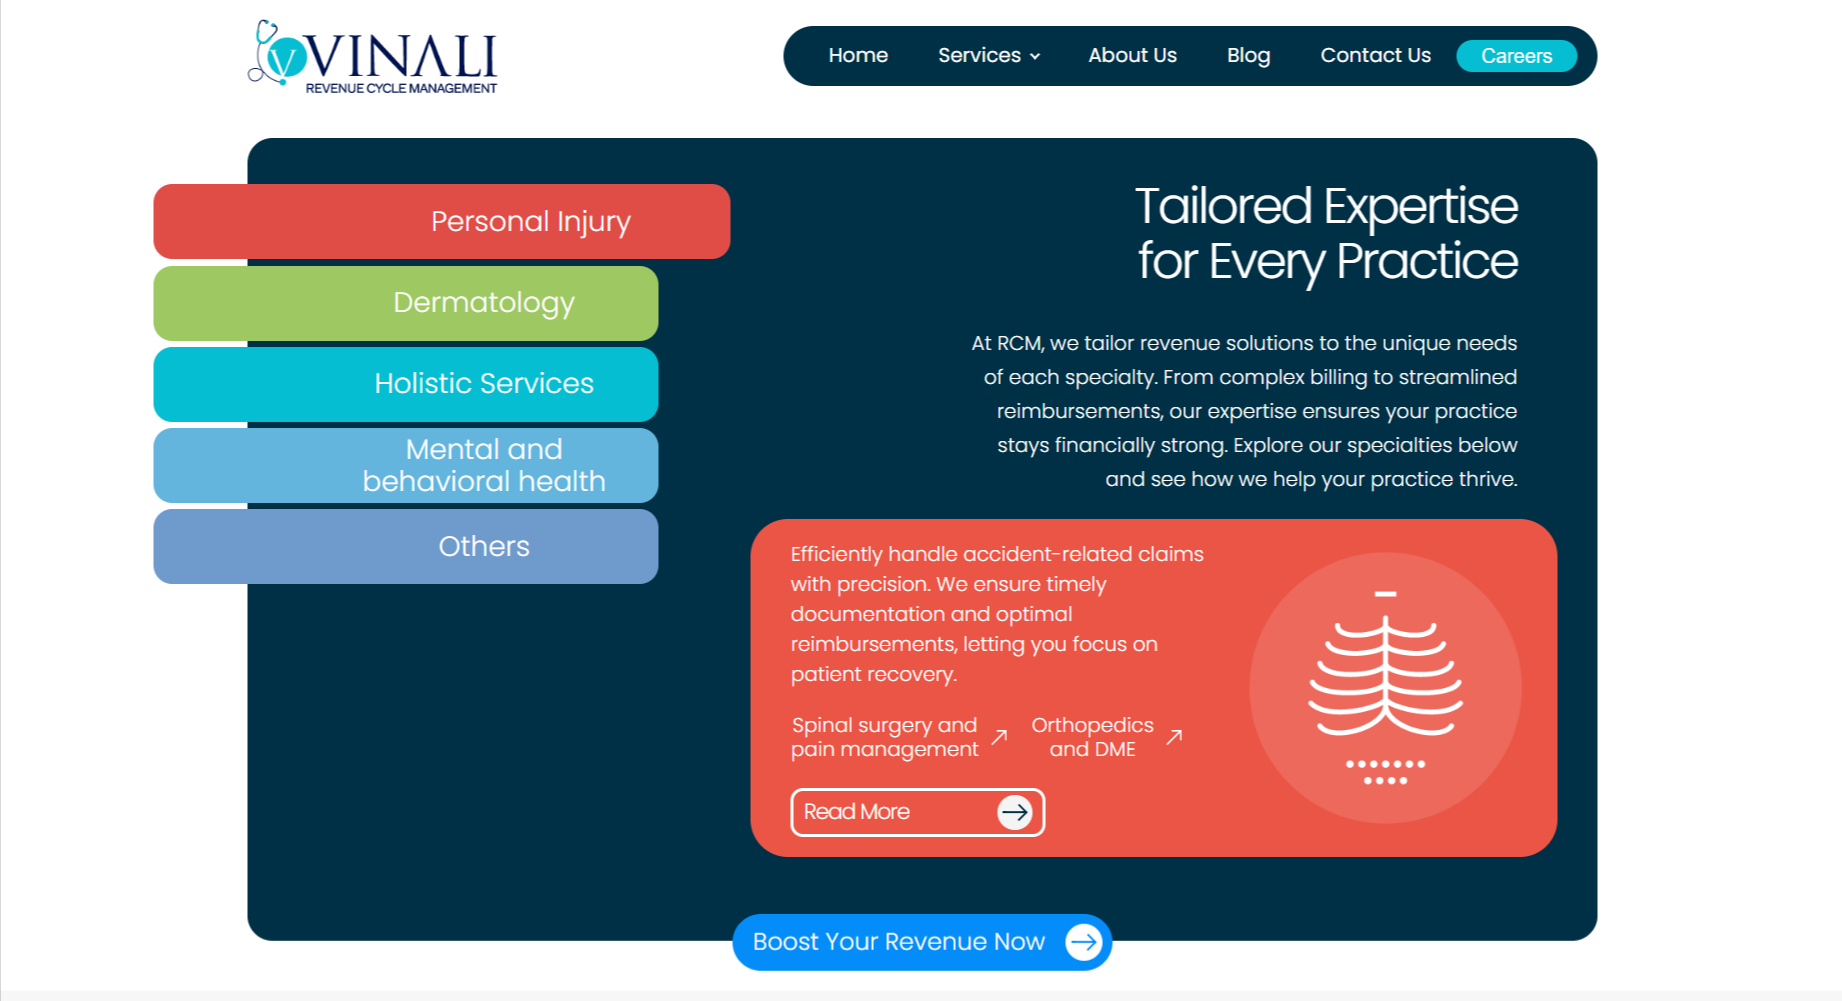 V VINALI
REVENUE CYCLE MANAGEMENT
Home
Services
About Us
Blog
Contact Us
Careers
Personal Injury
Dermatology
Holistic Services
Mental and
behavioral health
Others
Tailored Expertise
for Every Practice
At RCM, we tailor revenue solutions to the unique needs
of each specialty. From complex billing to streamlined
reimbursements, our expertise ensures your practice
stays financially strong. Explore our specialties below
and see how we help your practice thrive.
Efficiently handle accident-related claims
with precision. We ensure timely
documentation and optimal
reimbursements, letting you focus on
patient recovery.
Spinal surgery and
pain management
Orthopedics
and DME
Read More
Boost Your Revenue Now